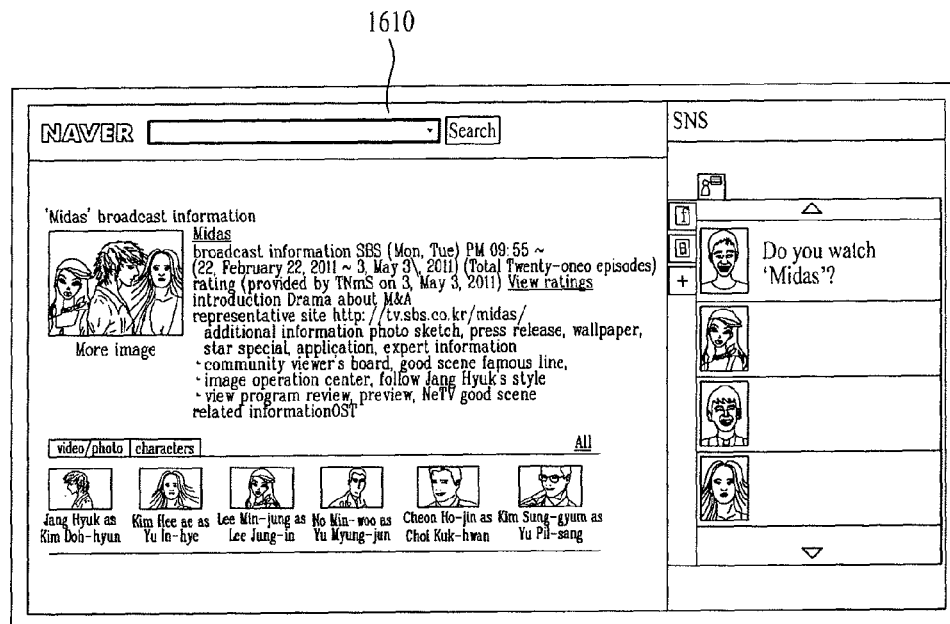 1610
NAVER
Search
SNS
'Midas' broadcast information
Midas
broadcast information SBS (Mon, Tue) PM 09:55 ~
(22, February 22, 2011 ~ 3, May 3\, 2011) (Total Twenty-oneo episodes)
rating (provided by TNmS on 3, May 3, 2011) View ratings
introduction Drama about M&A
representative site http://tv.sbs.co.kr/midas/
additional information photo sketch, press release, wallpaper,
star special, application, expert information
- community viewer's board, good scene famous line,
- image operation center, follow Jang Hyuk's style
- view program review, preview, NeTV good scene
related informationOST
More image
video/photo characters All
Jang Hyuk as
Kim Doh-hyun
Kim Hee ae as
Yu In-hye
Lee Min-jung as
Lee Jung-in
No Min-woo as
Yu Myung-jun
Cheon Ho-jin as
Choi Kuk-hwan
Kim Sung-gyum as
Yu Pil-sang
f
B
+
Do you watch
'Midas'?